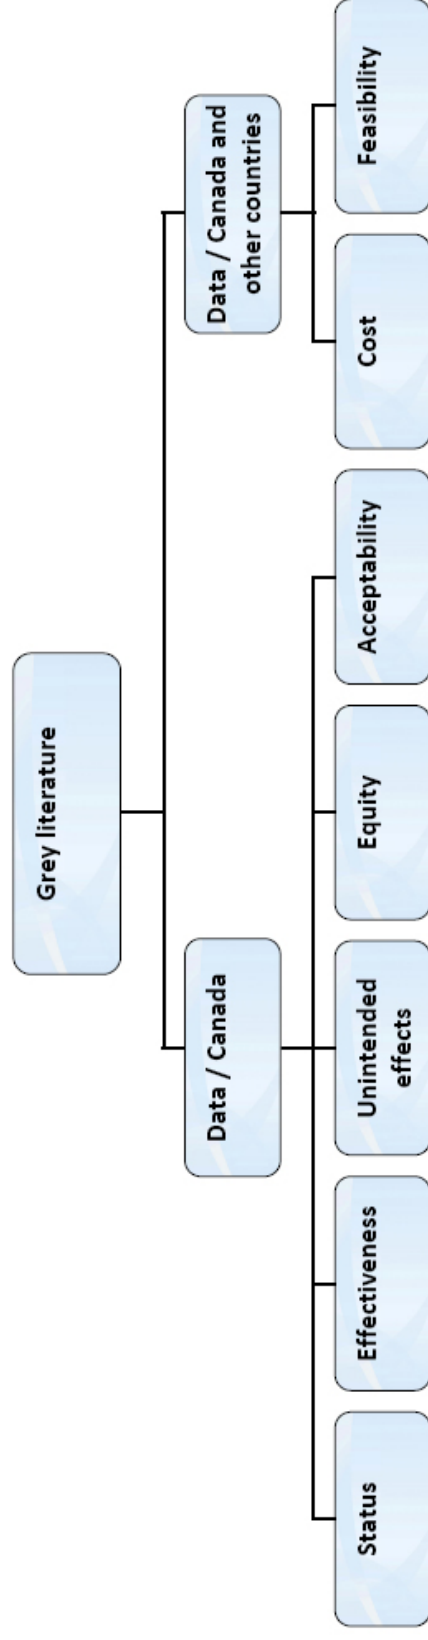 Grey literature
Data / Canada
Data / Canada and
other countries
Status
Effectiveness
Unintended
effects
Equity
Acceptability
Cost
Feasibility